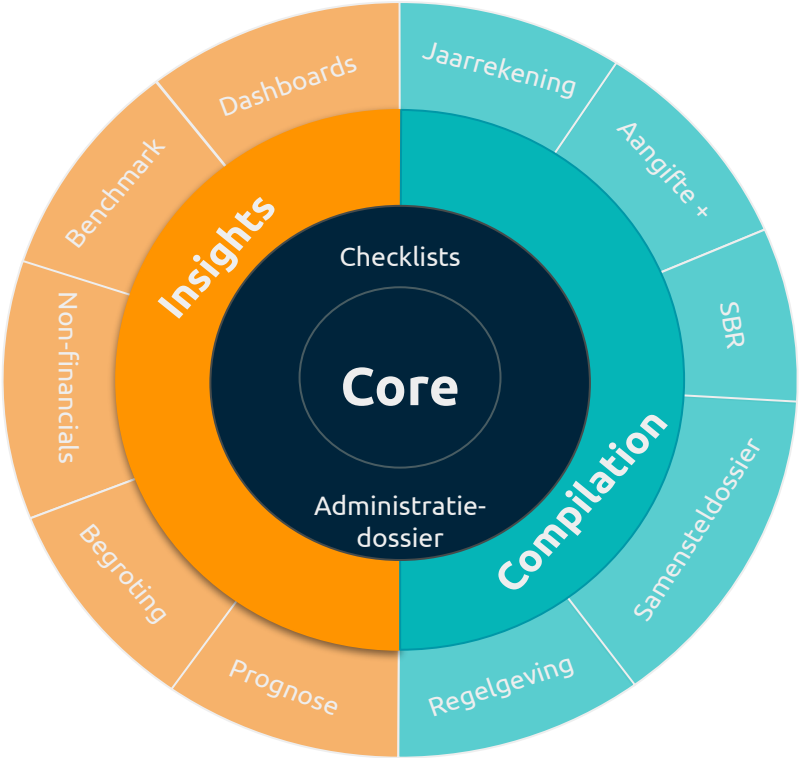 Dashboards
Jaarrekening
Benchmark
Aangifte +
Insights
Checklists
Non-financials
SBR
Core
Compilation
Samensteldossier
Administratie-
dossier
Begroting
Prognose
Regelgeving